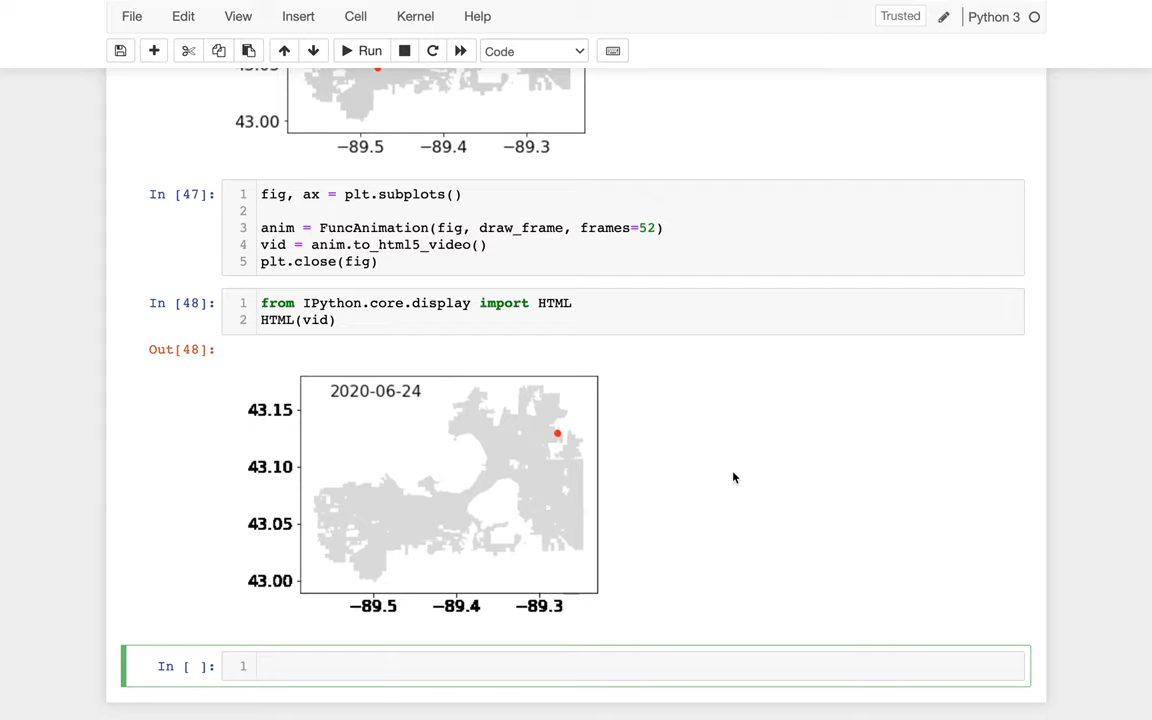 File Edit View Insert Cell Kernel Help Trusted Python 3
Run Code
43.00
−89.5 −89.4 −89.3
In [47]: 1 fig, ax = plt.subplots()
2
3 anim = FuncAnimation(fig, draw_frame, frames=52)
4 vid = anim.to_html5_video()
5 plt.close(fig)
In [48]: 1 from IPython.core.display import HTML
2 HTML(vid)
Out[48]:
2020-06-24
43.15
43.10
43.05
43.00
−89.5 −89.4 −89.3
In [ ]: 1